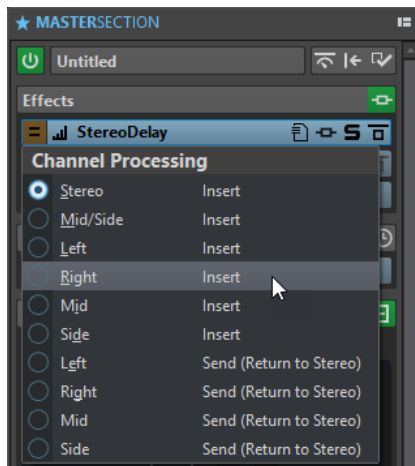 MASTERSECTION
Untitled
Effects
StereoDelay
Channel Processing
Stereo Insert
Mid/Side Insert
Left Insert
Right Insert
Mid Insert
Side Insert
Left Send (Return to Stereo)
Right Send (Return to Stereo)
Mid Send (Return to Stereo)
Side Send (Return to Stereo)